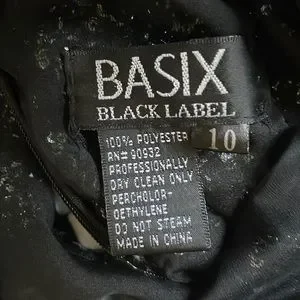 BASIX
BLACK LABEL
10
100% POLYESTER
RN# 90932
PROFESSIONALLY
DRY CLEAN ONLY
PERCHOLOR-
OETHYLENE
DO NOT STEAM
MADE IN CHINA